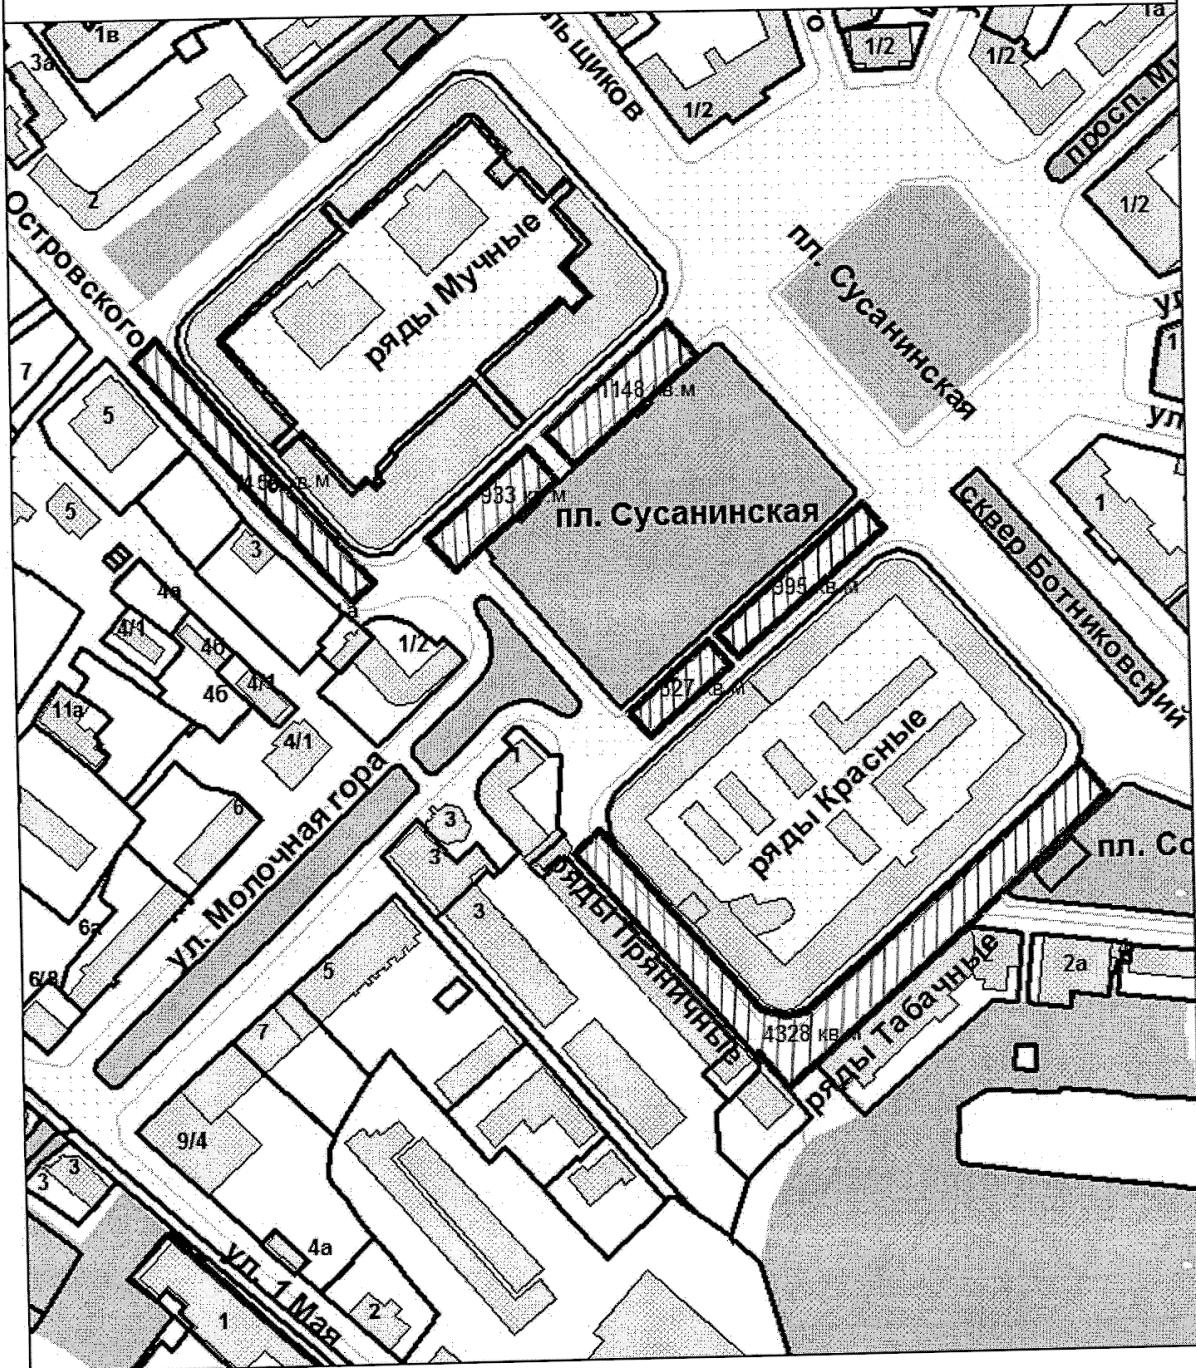 1в
1/2
1/2
1а
3а
1/2
просп. М
2
1/2
Островского
ряды Мучные
пл. Сусанинская
7
5
1148 кв.м
ул
кв.м
933 кв.м
5
пл. Сусанинская
сквер Ботниковский
1
3
995 кв.м
4а
1а
4/1
4б
1/2
4б
4/1
627 кв.м
11а
4/1
1
ряды Красные
6
3
3
ул. Молочная гора
пл. Со
3
ряды Пряничные
6а
5
6/8
2а
7
4328 кв.м
ряды Табачные
9/4
3
3
4а
ул. 1 Мая
2
1